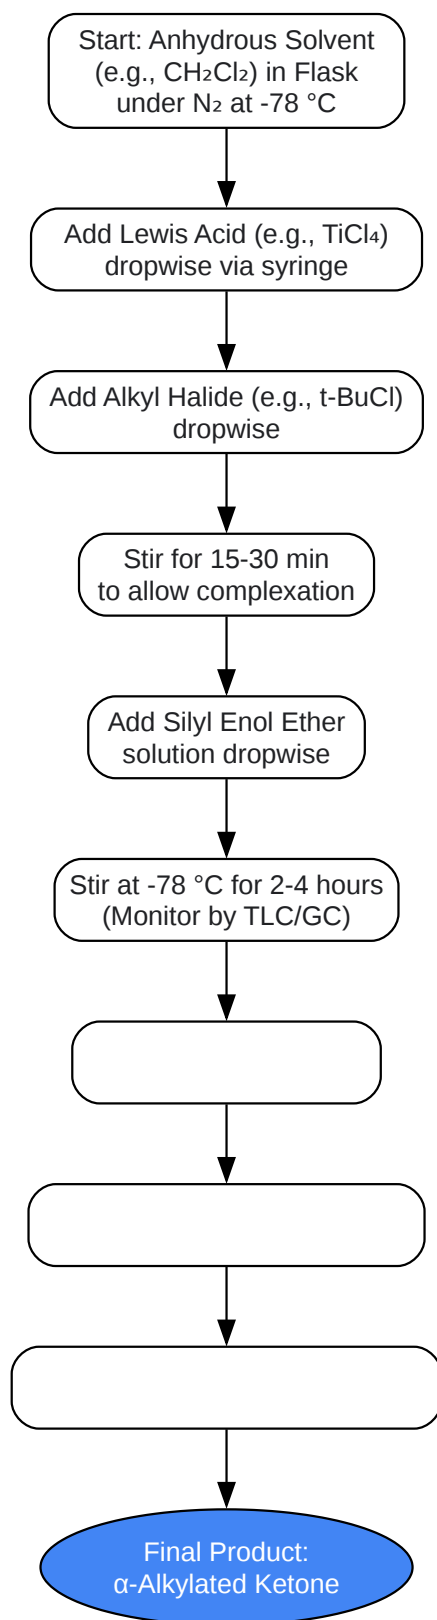 Start: Anhydrous Solvent
(e.g., CH₂Cl₂) in Flask
under N₂ at -78 °C
Add Lewis Acid (e.g., TiCl₄)
dropwise via syringe
Add Alkyl Halide (e.g., t-BuCl)
dropwise
Stir for 15-30 min
to allow complexation
Add Silyl Enol Ether
solution dropwise
Stir at -78 °C for 2-4 hours
(Monitor by TLC/GC)
Final Product:
α-Alkylated Ketone